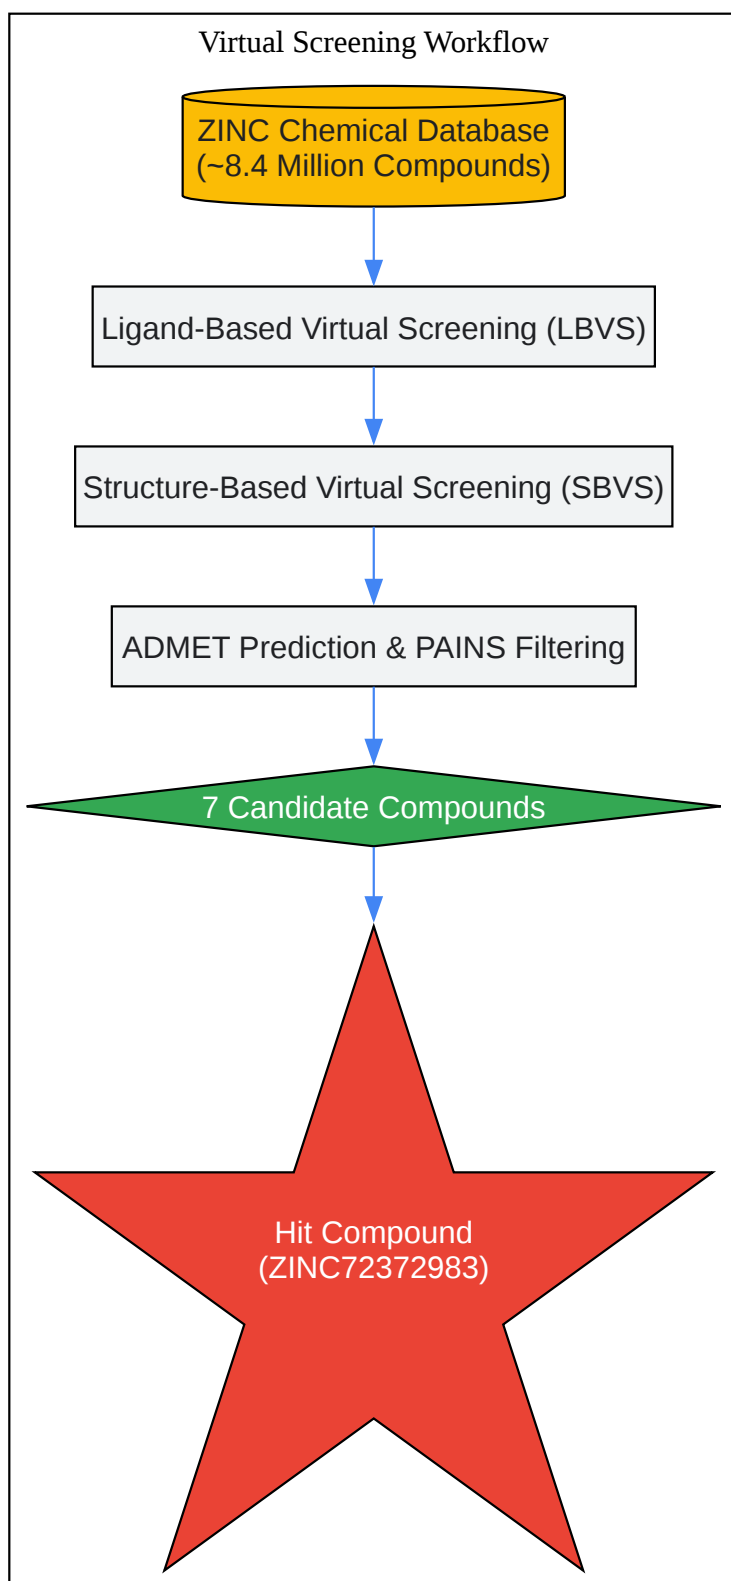 Virtual Screening Workflow
ZINC Chemical Database
(~8.4 Million Compounds)
Ligand-Based Virtual Screening (LBVS)
Structure-Based Virtual Screening (SBVS)
ADMET Prediction & PAINS Filtering
7 Candidate Compounds
Hit Compound
(ZINC72372983)